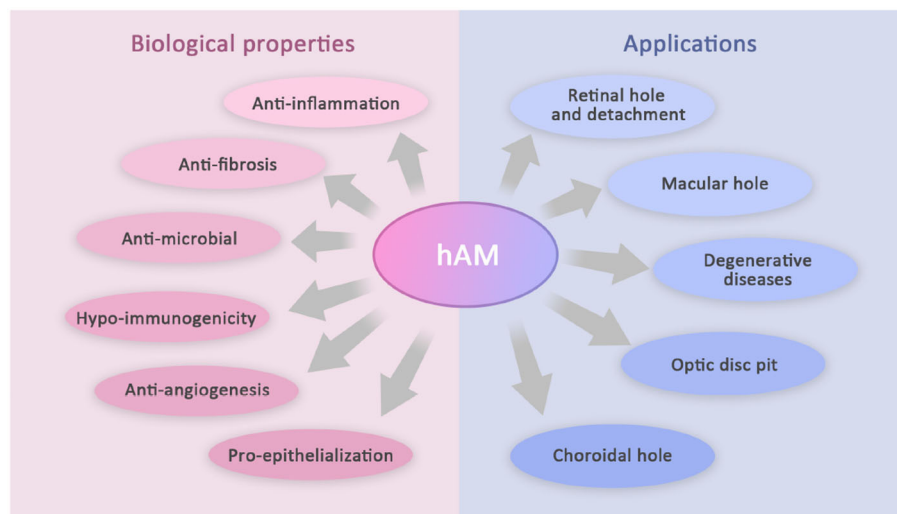 Biological properties
Anti-inflammation
Anti-fibrosis
Anti-microbial
Hypo-immunogenicity
Anti-angiogenesis
Pro-epithelialization
hAM
Applications
Retinal hole
and detachment
Macular hole
Degenerative
diseases
Optic disc pit
Choroidal hole